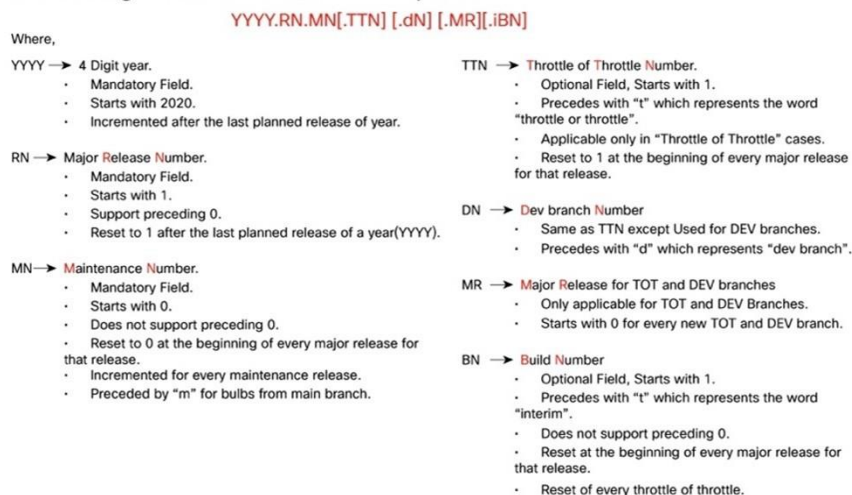 YYYY.RN.MN[.TTN] [.dN] [.MR][.iBN]
Where,
YYYY → 4 Digit year.
· Mandatory Field.
· Starts with 2020.
· Incremented after the last planned release of year.
RN → Major Release Number.
· Mandatory Field.
· Starts with 1.
· Support preceding 0.
· Reset to 1 after the last planned release of a year(YYYY).
MN → Maintenance Number.
· Mandatory Field.
· Starts with 0.
· Does not support preceding 0.
· Reset to 0 at the beginning of every major release for
that release.
· Incremented for every maintenance release.
· Preceded by “m” for bulbs from main branch.
TTN → Throttle of Throttle Number.
· Optional Field, Starts with 1.
· Precedes with “t” which represents the word
“throttle or throttle”.
· Applicable only in “Throttle of Throttle” cases.
· Reset to 1 at the beginning of every major release
for that release.
DN → Dev branch Number
· Same as TTN except Used for DEV branches.
· Precedes with “d” which represents “dev branch”.
MR → Major Release for TOT and DEV branches
· Only applicable for TOT and DEV Branches.
· Starts with 0 for every new TOT and DEV branch.
BN → Build Number
· Optional Field, Starts with 1.
· Precedes with “t” which represents the word
“interim”.
· Does not support preceding 0.
· Reset at the beginning of every major release for
that release.
· Reset of every throttle of throttle.